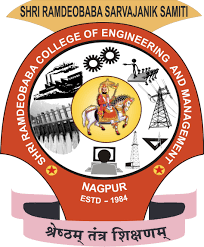 SHRI RAMDEOBABA SARVAJANIK SAMITI
SHRI RAMDEOBABA COLLEGE OF ENGINEERING AND MANAGEMENT
NAGPUR
ESTD - 1984
श्रेष्ठम् तंत्र शिक्षणम्